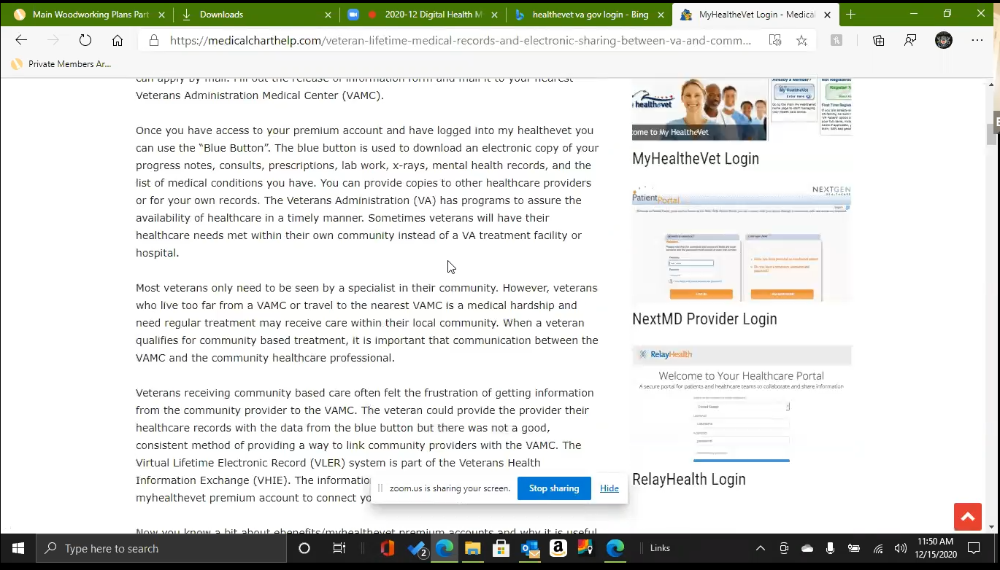 Main Woodworking Plans Part
Downloads
2020-12 Digital Health M
healthevet va gov login - Bing
MyHealtheVet Login - Medica
https://medicalcharthelp.com/veteran-lifetime-medical-records-and-electronic-sharing-between-va-and-comm...
Private Members Ar...
can apply by mail. Fill out the release of information form and mail it to your nearest
Veterans Administration Medical Center (VAMC).
Once you have access to your premium account and have logged into my healthevet you
can use the “Blue Button”. The blue button is used to download an electronic copy of your
progress notes, consults, prescriptions, lab work, x-rays, mental health records, and the
list of medical conditions you have. You can provide copies to other healthcare providers
or for your own records. The Veterans Administration (VA) has programs to assure the
availability of healthcare in a timely manner. Sometimes veterans will have their
healthcare needs met within their own community instead of a VA treatment facility or
hospital.
Most veterans only need to be seen by a specialist in their community. However, veterans
who live too far from a VAMC or travel to the nearest VAMC is a medical hardship and
need regular treatment may receive care within their local community. When a veteran
qualifies for community based treatment, it is important that communication between the
VAMC and the community healthcare professional.
Veterans receiving community based care often felt the frustration of getting information
from the community provider to the VAMC. The veteran could provide the provider their
healthcare records with the data from the blue button but there was not a good,
consistent method of providing a way to link community providers with the VAMC. The
Virtual Lifetime Electronic Record (VLER) system is part of the Veterans Health
Information Exchange (VHIE). The informatio
myhealthevet premium account to connect yo
Now you know a bit about ebenefits/myhealthevet premium accounts and why it is useful
healthevet
ome to My HealtheVet
Already a Member?
My HealtheVet
Enter Here
Not Registered
Register T
MyHealtheVet Login
PatientPortal
NEXTGEN
HEALTHCARE
NextMD Provider Login
RelayHealth
Welcome to Your Healthcare Portal
A secure portal for patients and healthcare teams to collaborate and share information
United States
username
password
RelayHealth Login
zoom.us is sharing your screen.
Stop sharing
Hide
Type here to search
2
Links
11:50 AM
12/15/2020